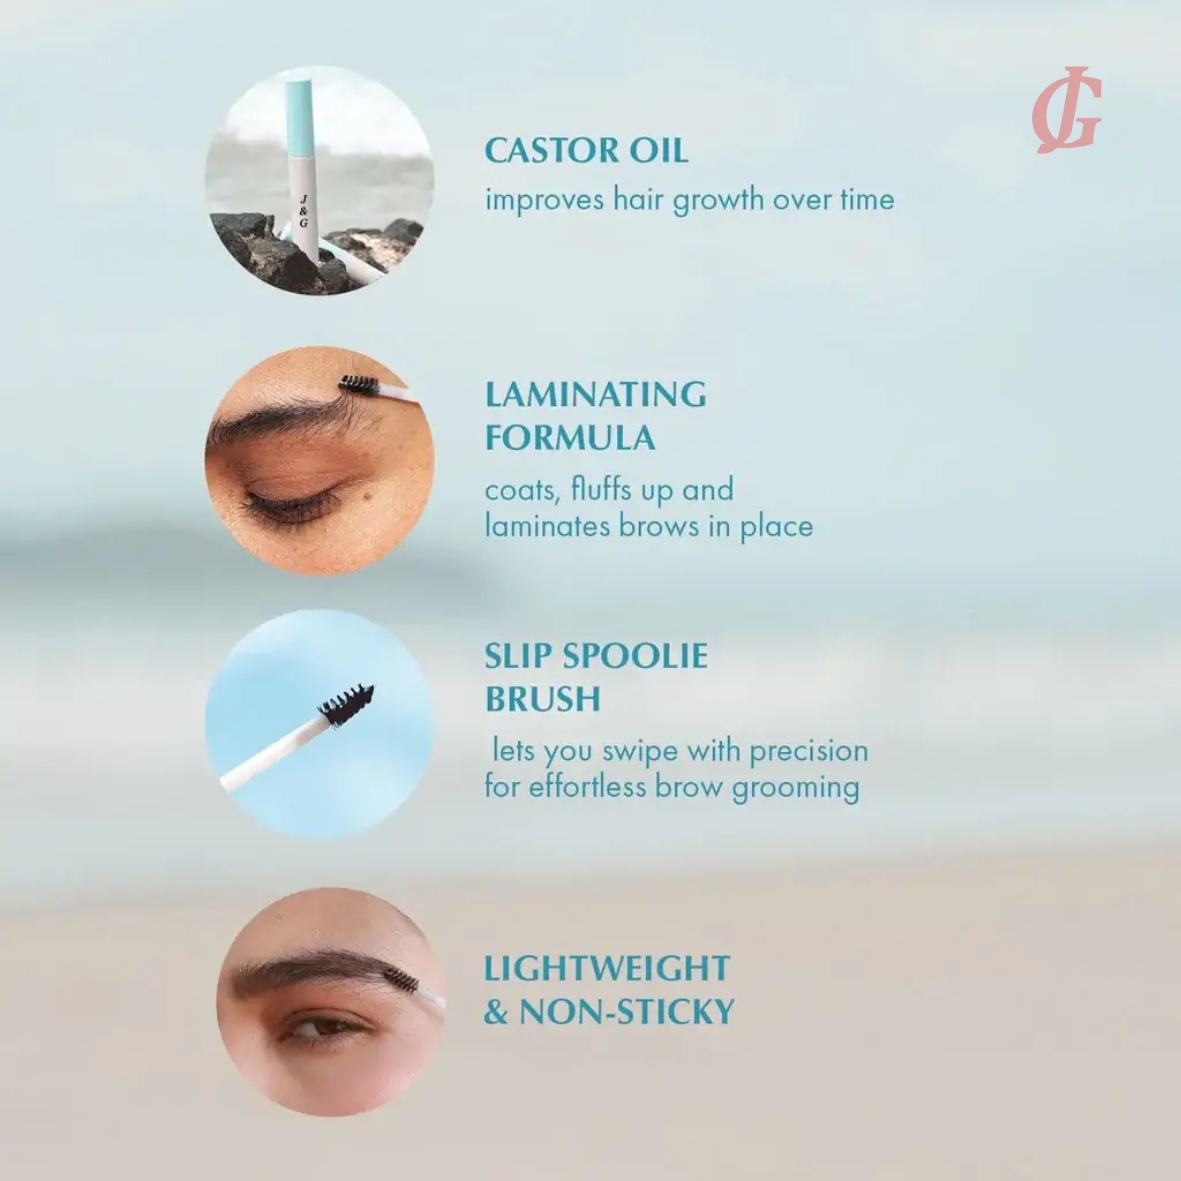 JG
CASTOR OIL
improves hair growth over time
J
&
G
LAMINATING
FORMULA
coats, fluffs up and
laminates brows in place
SLIP SPOOLIE
BRUSH
lets you swipe with precision
for effortless brow grooming
LIGHTWEIGHT
& NON-STICKY